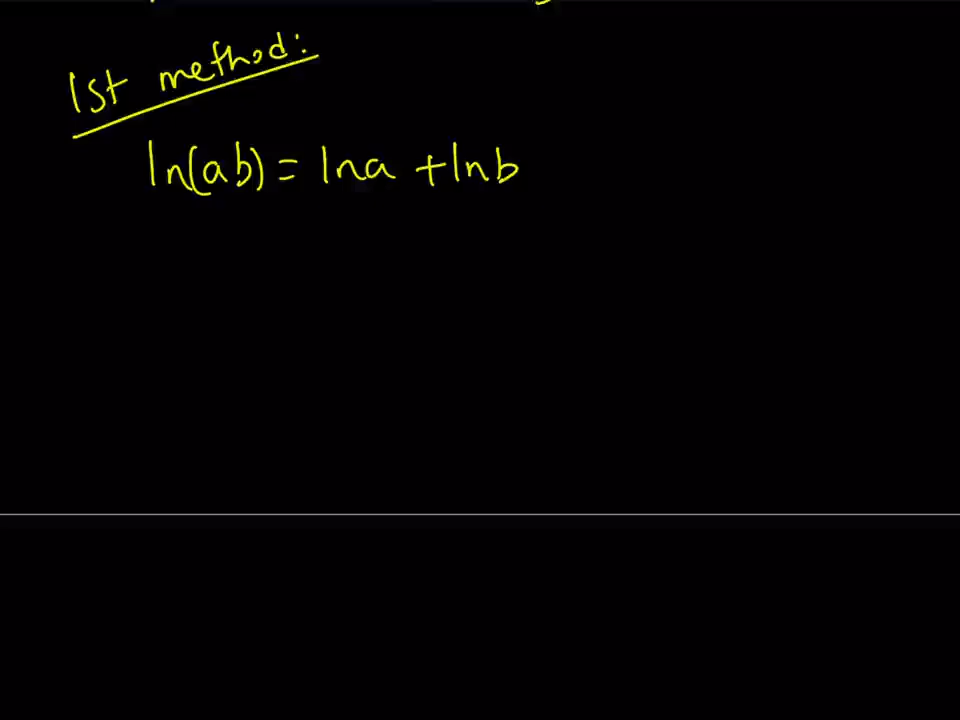 1st method:
ln(ab) = lna + lnb